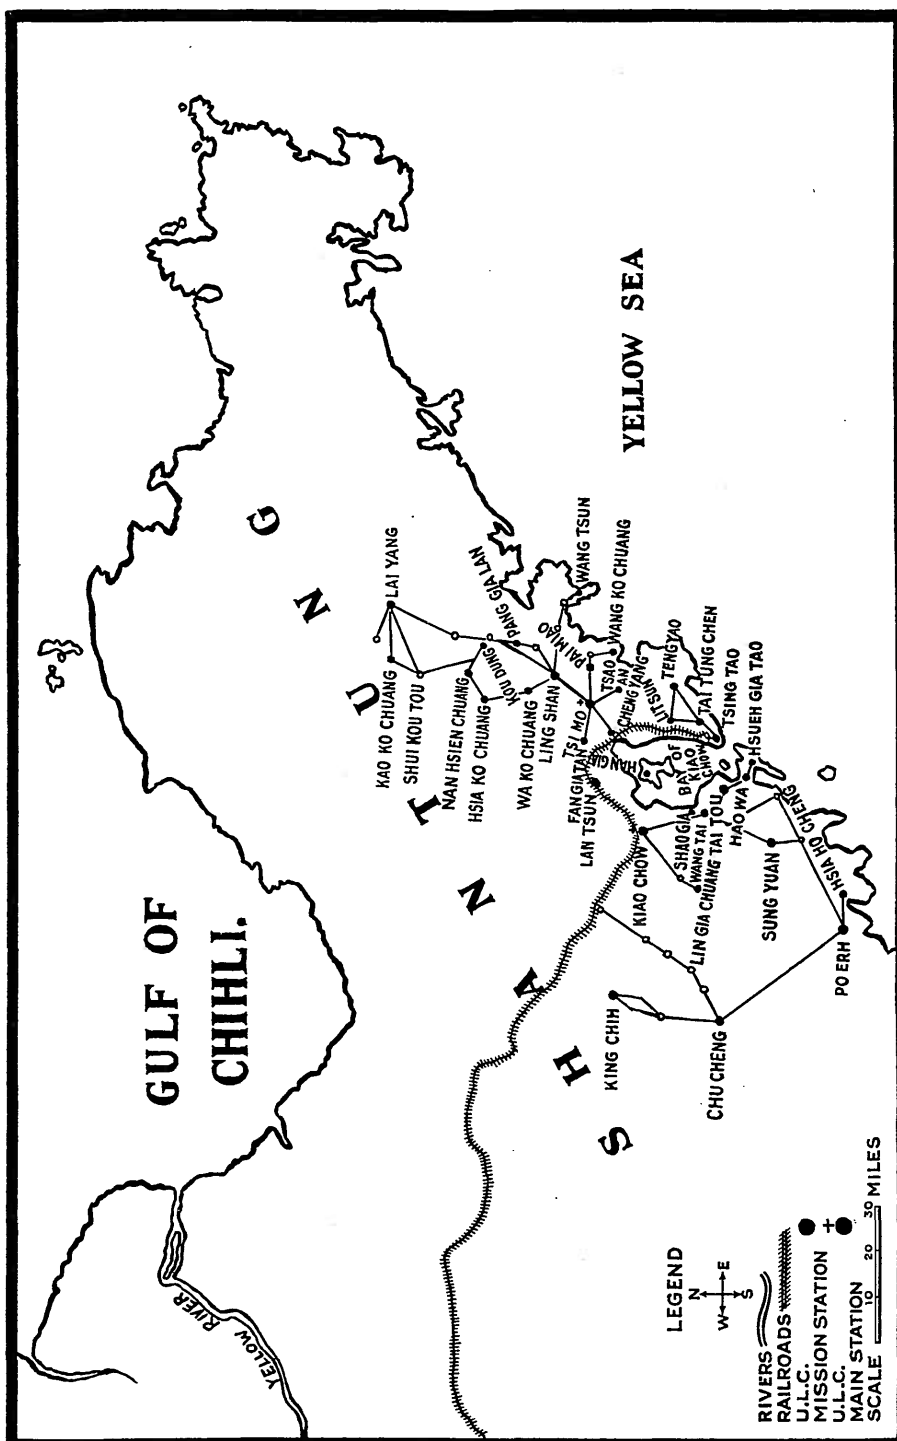 GULF OF
CHIHLI.
YELLOW SEA
SHANTUNG
YELLOW
RIVER
LAI YANG
KAO KO CHUANG
SHUI KOU TOU
NAN HSIEN CHUANG
HSIA KO CHUANG
KOU DUNG
PANG GIA LAN
WA KO CHUANG
LING SHAN
PAI MIAO
WANG TSUN
WANG KO CHUANG
TSI MO +
TSAO
AN
CHENG YANG
FANGIATAN
LAN TSUN
LITSUN
TENGYAO
TAI TUNG CHEN
TSING TAO
HSUEH GIA TAO
BAY OF
KIAO
CHOW
KIAO CHOW
SHAOGIA
WANG TAI
LIN GIA CHUANG
TAI TOU
HAO WA
SUNG YUAN
HSIA HO CHENG
PO ERH
KING CHIH
CHU CHENG
LEGEND
N
W E
S
RIVERS
RAILROADS
U.L.C.
MISSION STATION
U.L.C. +
MAIN STATION
SCALE 10 20 30 MILES